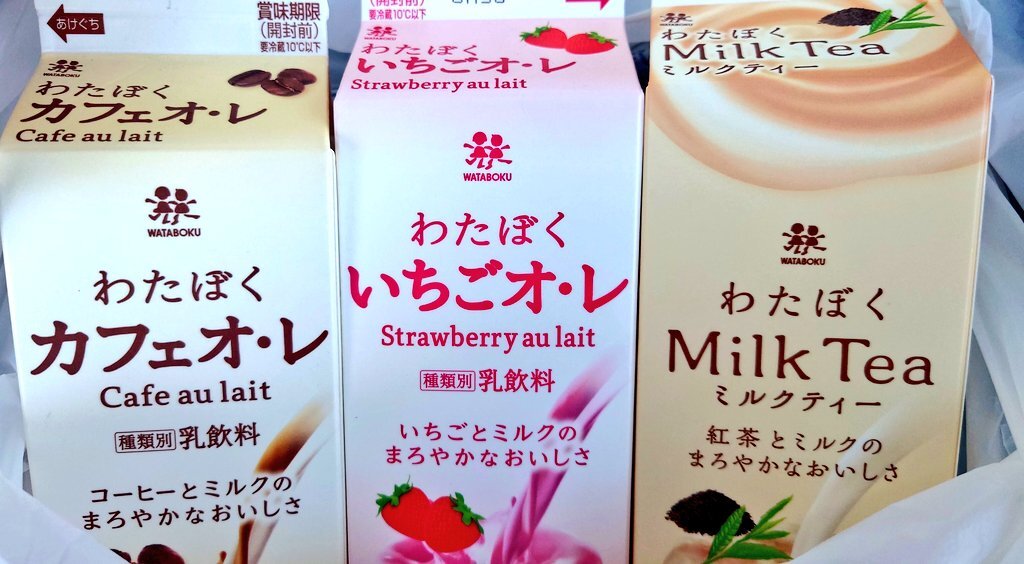 あけぐち
賞味期限
(開封前)
要冷蔵10℃以下
WATABOKU
わたぼく
カフェオ・レ
Cafe au lait
WATABOKU
わたぼく
カフェオ・レ
Cafe au lait
種類別 乳飲料
コーヒーとミルクの
まろやかなおいしさ
(開封前)
要冷蔵10℃以下
WATABOKU
わたぼく
いちごオ・レ
Strawberry au lait
WATABOKU
わたぼく
いちごオ・レ
Strawberry au lait
種類別 乳飲料
いちごとミルクの
まろやかなおいしさ
WATABOKU
わたぼく
Milk Tea
ミルクティー
WATABOKU
わたぼく
Milk Tea
ミルクティー
紅茶とミルクの
まろやかなおいしさ